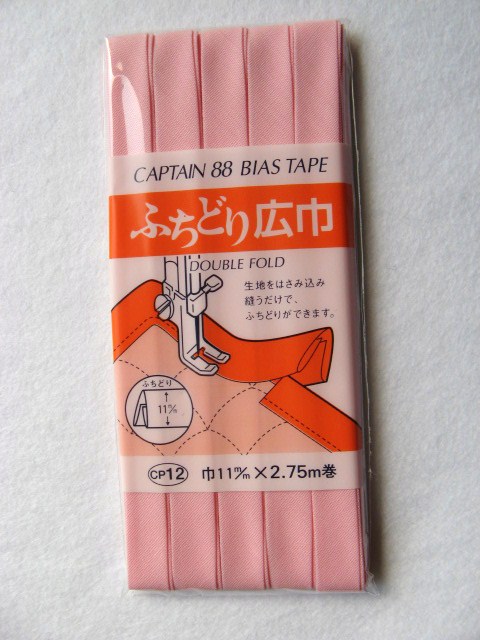 CAPTAIN 88 BIAS TAPE
ふちどり広巾
DOUBLE FOLD
生地をはさみ込み
縫うだけで、
ふちどりができます。
ふちどり
11m/m
CP12 巾11m/m×2.75m巻